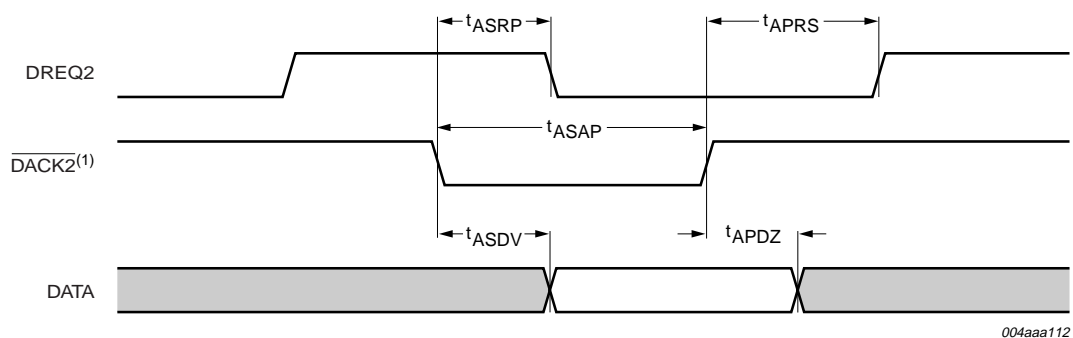 tASRP
tAPRS
DREQ2
tASAP
DACK2(1)
tASDV
tAPDZ
DATA
004aaa112